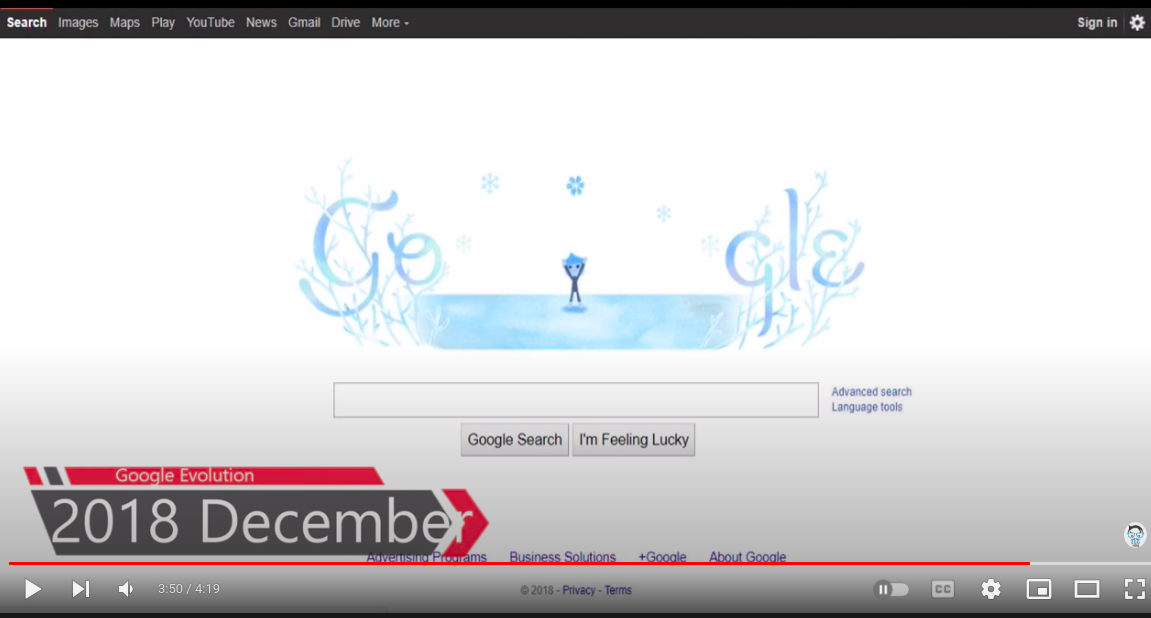 Search Images Maps Play YouTube News Gmail Drive More Sign in
Google
Advanced search
Language tools
Google Search I'm Feeling Lucky
Google Evolution
2018 December
Advertising Programs Business Solutions +Google About Google
3:50 / 4:19 © 2018 - Privacy - Terms CC